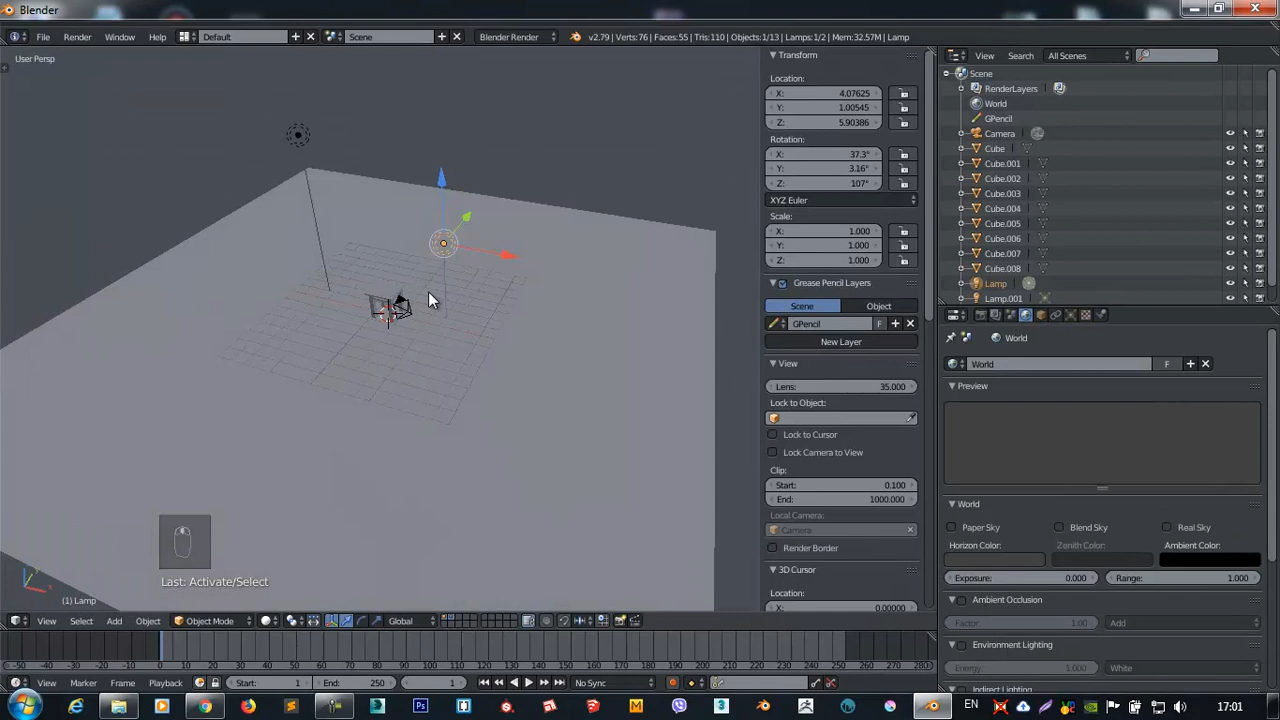 Blender
File Render Window Help Default Scene Blender Render v2.79 | Verts:76 | Faces:55 | Tris:110 | Objects:1/13 | Lamps:1/2 | Mem:32.57M | Lamp
User Persp
Transform
Location:
X: 4.07625
Y: 1.00545
Z: 5.90386
Rotation:
X: 37.3°
Y: 3.16°
Z: 107°
XYZ Euler
Scale:
X: 1.000
Y: 1.000
Z: 1.000
Grease Pencil Layers
Scene Object
GPencil F
New Layer
View
Lens: 35.000
Lock to Object:
Lock to Cursor
Lock Camera to View
Clip:
Start: 0.100
End: 1000.000
Local Camera:
Camera
Render Border
3D Cursor
Location:
X: 0.00000
View Search All Scenes
Scene
RenderLayers
World
GPencil
Camera
Cube
Cube.001
Cube.002
Cube.003
Cube.004
Cube.005
Cube.006
Cube.007
Cube.008
Lamp
Lamp.001
World
World F
Preview
World
Paper Sky Blend Sky Real Sky
Horizon Color: Zenith Color: Ambient Color:
Exposure: 0.000 Range: 1.000
Ambient Occlusion
Factor: 1.00 Add
Environment Lighting
Energy: 1.000 White
Indirect Lighting
Last: Activate/Select
(1) Lamp
View Select Add Object Object Mode Global
-50 -40 -30 -20 -10 0 10 20 30 40 50 60 70 80 90 100 110 120 130 140 150 160 170 180 190 200 210 220 230 240 250 260 270 280
View Marker Frame Playback Start: 1 End: 250 1 No Sync
EN 17:01